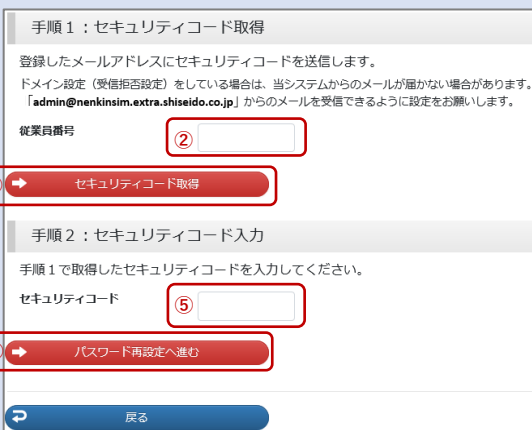 手順１：セキュリティコード取得
登録したメールアドレスにセキュリティコードを送信します。
ドメイン設定（受信拒否設定）をしている場合は、当システムからのメールが届かない場合があります。
「admin@nenkinsim.extra.shiseido.co.jp」からのメールを受信できるように設定をお願いします。
従業員番号 ②
セキュリティコード取得
手順２：セキュリティコード入力
手順１で取得したセキュリティコードを入力してください。
セキュリティコード ⑤
パスワード再設定へ進む
戻る